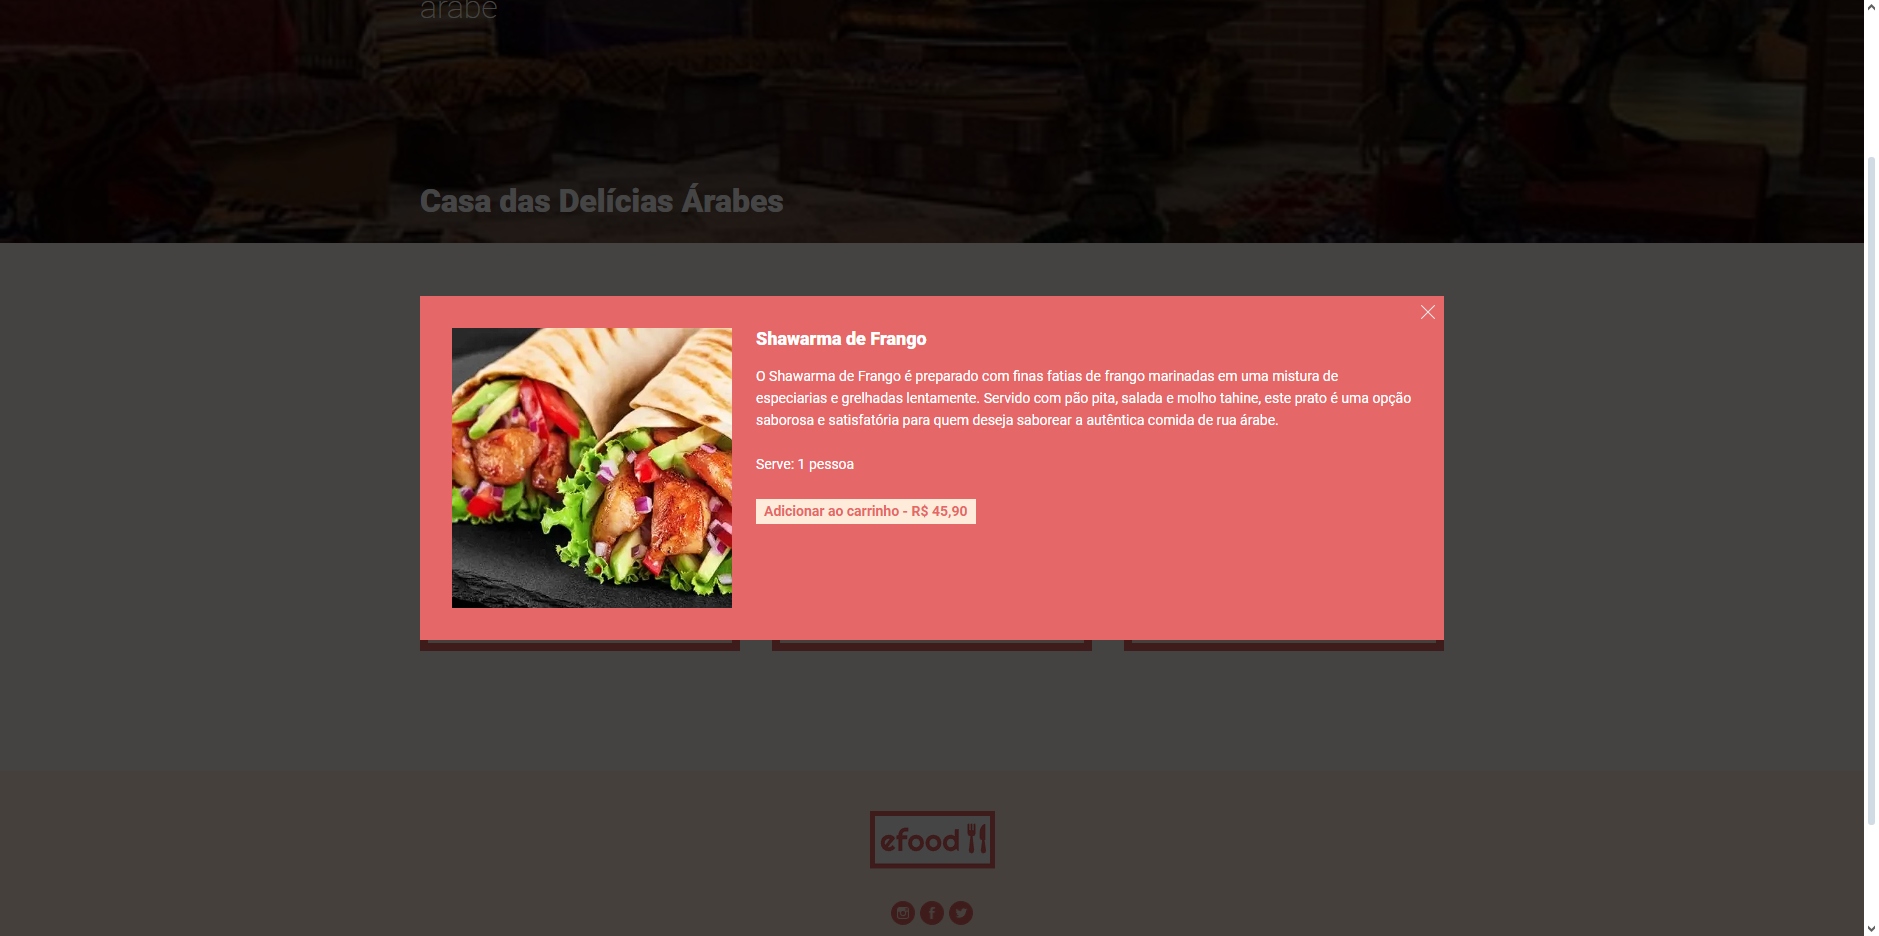 árabe
Casa das Delícias Árabes
Shawarma de Frango
O Shawarma de Frango é preparado com finas fatias de frango marinadas em uma mistura de
especiarias e grelhadas lentamente. Servido com pão pita, salada e molho tahine, este prato é uma opção
saborosa e satisfatória para quem deseja saborear a autêntica comida de rua árabe.
Serve: 1 pessoa
Adicionar ao carrinho - R$ 45,90
efood